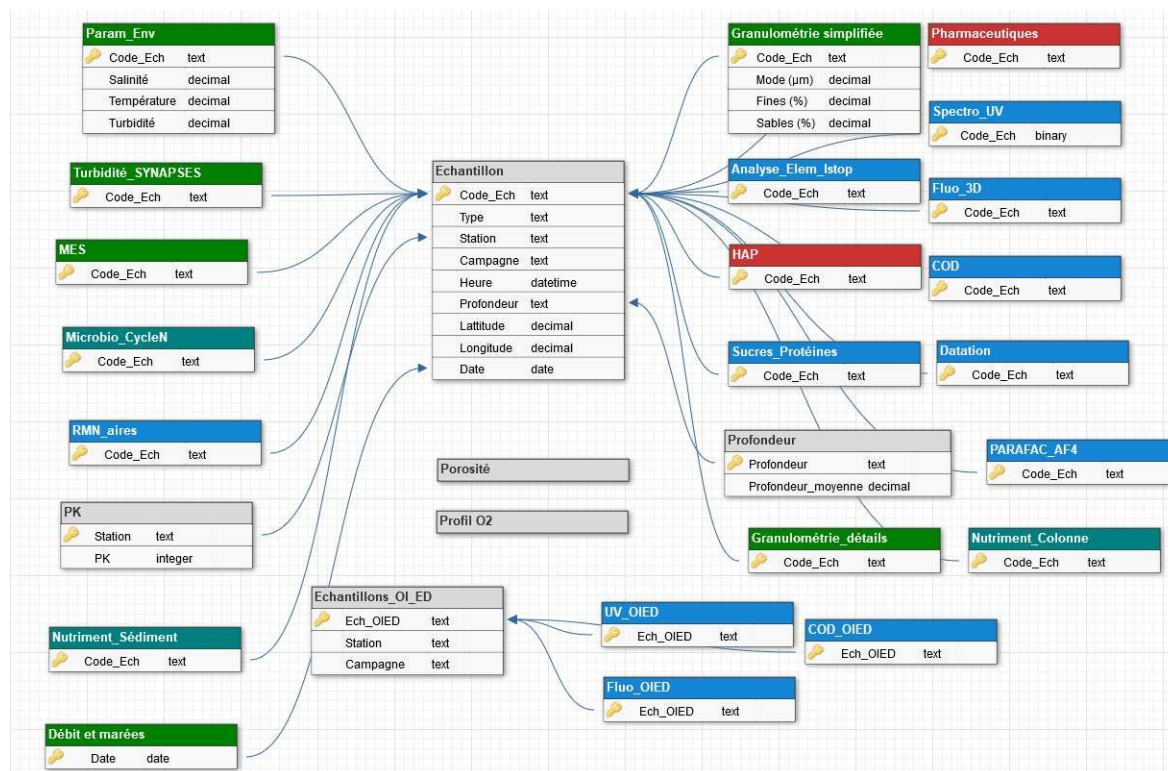 Param_Env
Code_Ech text
Salinité decimal
Température decimal
Turbidité decimal
Turbidité_SYNAPSES
Code_Ech text
MES
Code_Ech text
Microbio_CycleN
Code_Ech text
RMN_aires
Code_Ech text
PK
Station text
PK integer
Nutriment_Sédiment
Code_Ech text
Débit et marées
Date date
Echantillon
Code_Ech text
Type text
Station text
Campagne text
Heure datetime
Profondeur text
Lattitude decimal
Longitude decimal
Date date
Porosité
Profil O2
Echantillons_OI_ED
Ech_OIED text
Station text
Campagne text
UV_OIED
Ech_OIED text
COD_OIED
Ech_OIED text
Fluo_OIED
Ech_OIED text
Granulométrie simplifiée
Code_Ech text
Mode (µm) decimal
Fines (%) decimal
Sables (%) decimal
Analyse_Elem_Istop
Code_Ech text
HAP
Code_Ech text
Sucres_Protéines
Code_Ech text
Profondeur
Profondeur text
Profondeur_moyenne decimal
Granulométrie_détails
Code_Ech text
Pharmaceutiques
Code_Ech text
Spectro_UV
Code_Ech binary
Fluo_3D
Code_Ech text
COD
Code_Ech text
Datation
Code_Ech text
PARAFAC_AF4
Code_Ech text
Nutriment_Colonne
Code_Ech text